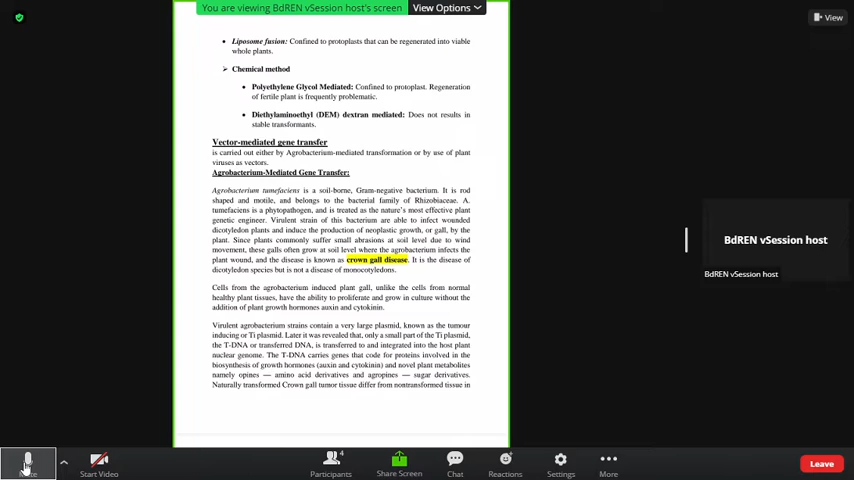 You are viewing BdREN vSession host's screen
View Options
View
• Liposome fusion: Confined to protoplasts that can be regenerated into viable
whole plants.
➢ Chemical method
• Polyethylene Glycol Mediated: Confined to protoplast. Regeneration
of fertile plant is frequently problematic.
• Diethylaminoethyl (DEM) dextran mediated: Does not results in
stable transformants.
Vector-mediated gene transfer
is carried out either by Agrobacterium-mediated transformation or by use of plant
viruses as vectors.
Agrobacterium-Mediated Gene Transfer:
Agrobacterium tumefaciens is a soil-borne, Gram-negative bacterium. It is rod
shaped and motile, and belongs to the bacterial family of Rhizobiaceae. A.
tumefaciens is a phytopathogen, and is treated as the nature's most effective plant
genetic engineer. Virulent strain of this bacterium are able to infect wounded
dicotyledon plants and induce the production of neoplastic growth, or gall, by the
plant. Since plants commonly suffer small abrasions at soil level due to wind
movement, these galls often grow at soil level where the agrobacterium infects the
plant wound, and the disease is known as crown gall disease. It is the disease of
dicotyledon species but is not a disease of monocotyledons.
Cells from the agrobacterium induced plant gall, unlike the cells from normal
healthy plant tissues, have the ability to proliferate and grow in culture without the
addition of plant growth hormones auxin and cytokinin.
Virulent agrobacterium strains contain a very large plasmid, known as the tumour
inducing or Ti plasmid. Later it was revealed that, only a small part of the Ti plasmid,
the T-DNA or transferred DNA, is transferred to and integrated into the host plant
nuclear genome. The T-DNA carries genes that code for proteins involved in the
biosynthesis of growth hormones (auxin and cytokinin) and novel plant metabolites
namely opines — amino acid derivatives and agropines — sugar derivatives.
Naturally transformed Crown gall tumor tissue differ from nontransformed tissue in
BdREN vSession host
BdREN vSession host
Start Video
Participants
4
Share Screen
Chat
Reactions
Settings
More
Leave